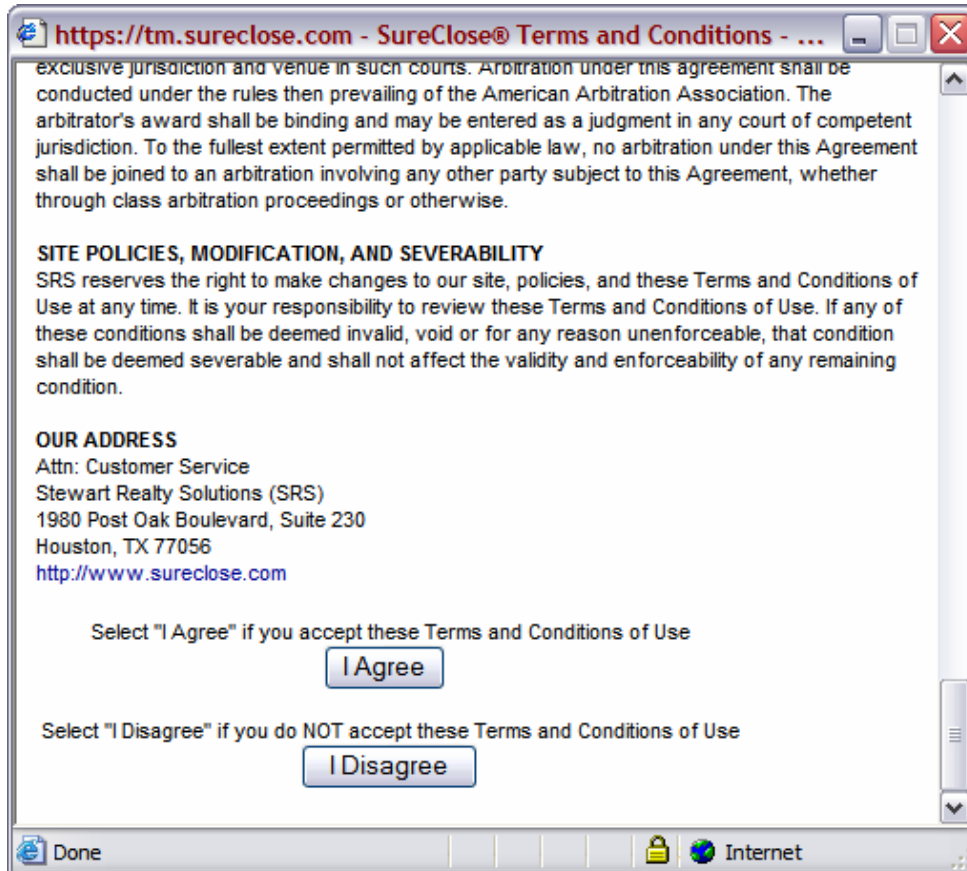 https://tm.sureclose.com - SureClose® Terms and Conditions - ...
exclusive jurisdiction and venue in such courts. Arbitration under this agreement shall be
conducted under the rules then prevailing of the American Arbitration Association. The
arbitrator's award shall be binding and may be entered as a judgment in any court of competent
jurisdiction. To the fullest extent permitted by applicable law, no arbitration under this Agreement
shall be joined to an arbitration involving any other party subject to this Agreement, whether
through class arbitration proceedings or otherwise.
SITE POLICIES, MODIFICATION, AND SEVERABILITY
SRS reserves the right to make changes to our site, policies, and these Terms and Conditions of
Use at any time. It is your responsibility to review these Terms and Conditions of Use. If any of
these conditions shall be deemed invalid, void or for any reason unenforceable, that condition
shall be deemed severable and shall not affect the validity and enforceability of any remaining
condition.
OUR ADDRESS
Attn: Customer Service
Stewart Realty Solutions (SRS)
1980 Post Oak Boulevard, Suite 230
Houston, TX 77056
http://www.sureclose.com
Select "I Agree" if you accept these Terms and Conditions of Use
I Agree
Select "I Disagree" if you do NOT accept these Terms and Conditions of Use
I Disagree
Done Internet